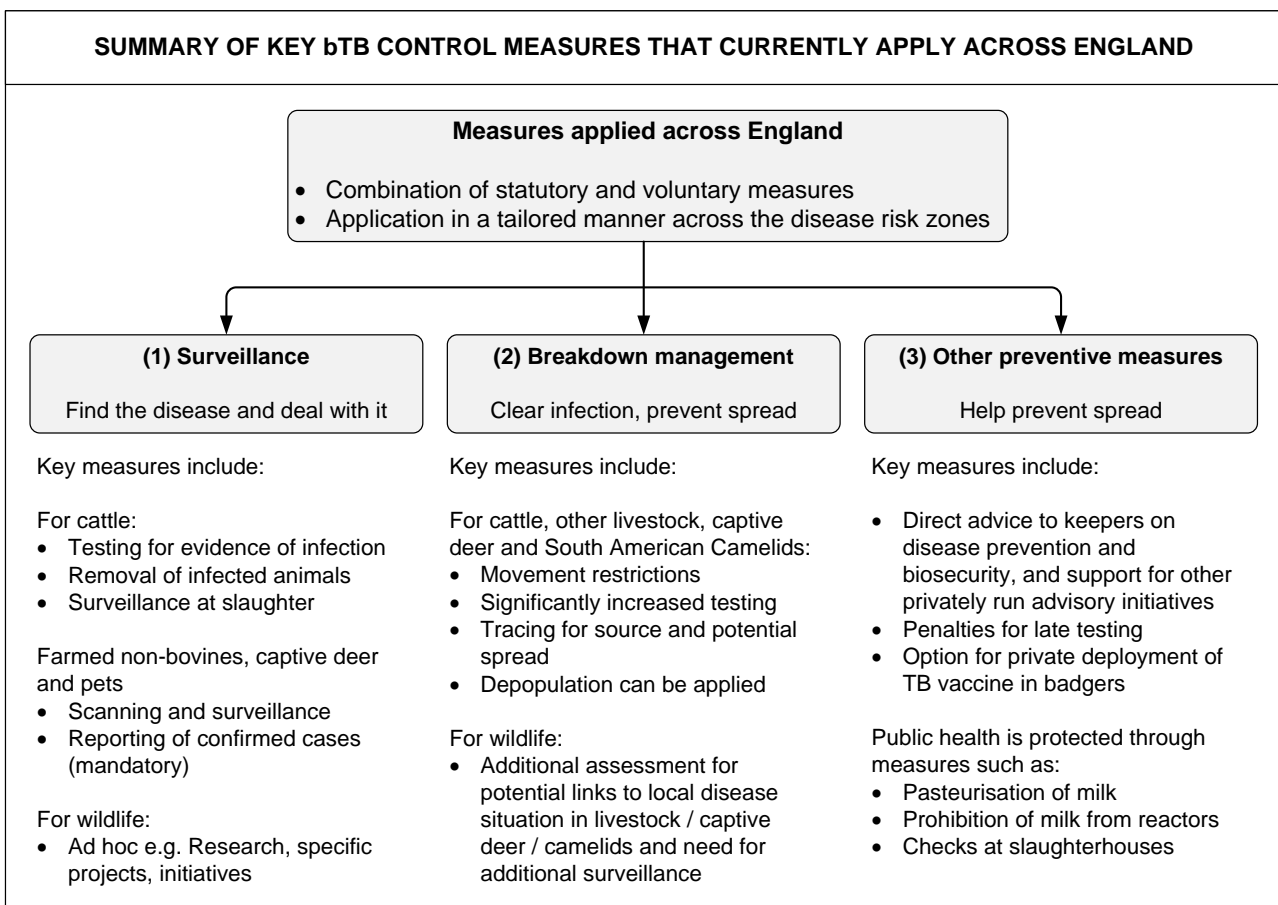 SUMMARY OF KEY bTB CONTROL MEASURES THAT CURRENTLY APPLY ACROSS ENGLAND
Measures applied across England
• Combination of statutory and voluntary measures
• Application in a tailored manner across the disease risk zones
(1) Surveillance
Find the disease and deal with it
Key measures include:
For cattle:
• Testing for evidence of infection
• Removal of infected animals
• Surveillance at slaughter
Farmed non-bovines, captive deer
and pets
• Scanning and surveillance
• Reporting of confirmed cases
(mandatory)
For wildlife:
• Ad hoc e.g. Research, specific
projects, initiatives
(2) Breakdown management
Clear infection, prevent spread
Key measures include:
For cattle, other livestock, captive
deer and South American Camelids:
• Movement restrictions
• Significantly increased testing
• Tracing for source and potential
spread
• Depopulation can be applied
For wildlife:
• Additional assessment for
potential links to local disease
situation in livestock / captive
deer / camelids and need for
additional surveillance
(3) Other preventive measures
Help prevent spread
Key measures include:
• Direct advice to keepers on
disease prevention and
biosecurity, and support for other
privately run advisory initiatives
• Penalties for late testing
• Option for private deployment of
TB vaccine in badgers
Public health is protected through
measures such as:
• Pasteurisation of milk
• Prohibition of milk from reactors
• Checks at slaughterhouses